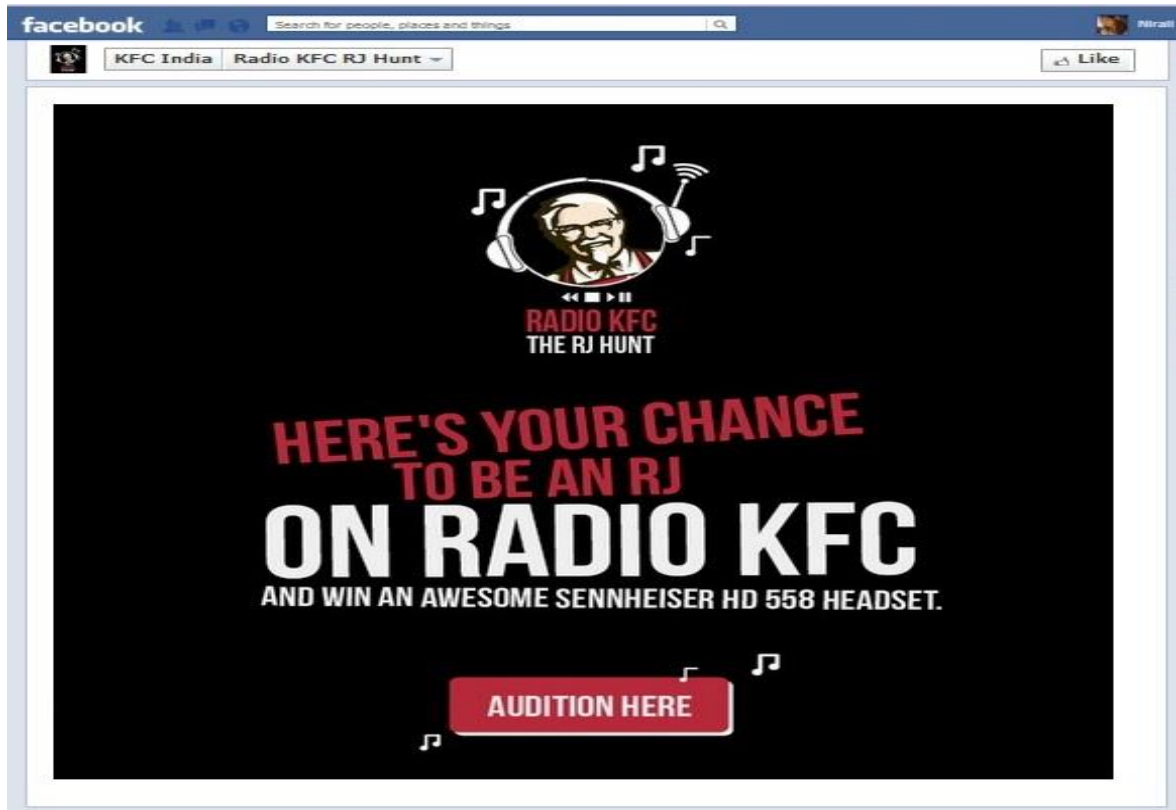 facebook
Search for people, places and things
Nirali
KFC India
Radio KFC RJ Hunt
Like
RADIO KFC
THE RJ HUNT
HERE'S YOUR CHANCE
TO BE AN RJ
ON RADIO KFC
AND WIN AN AWESOME SENNHEISER HD 558 HEADSET.
AUDITION HERE